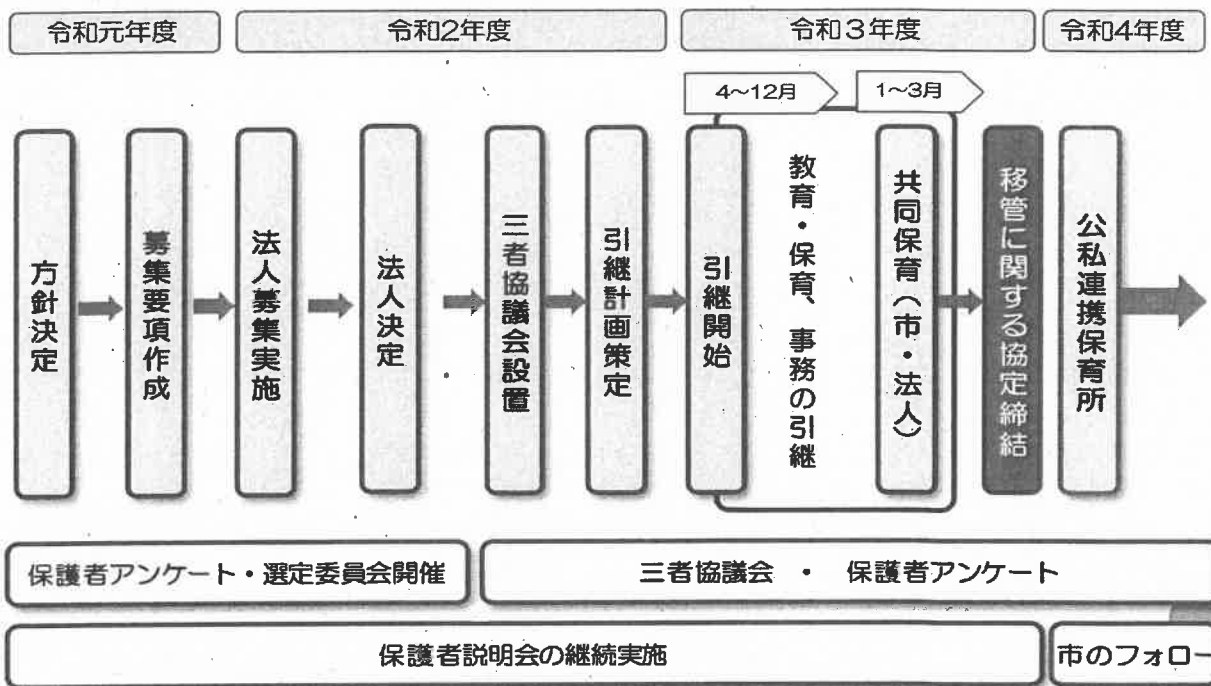 令和元年度
令和2年度
令和3年度
令和4年度
4~12月
1~3月
方針決定
募集要項作成
法人募集実施
法人決定
三者協議会設置
引継計画策定
引継開始
教育・保育、事務の引継
共同保育(市・法人)
移管に関する協定締結
公私連携保育所
保護者アンケート・選定委員会開催
三者協議会 ・ 保護者アンケート
保護者説明会の継続実施
市のフォロー